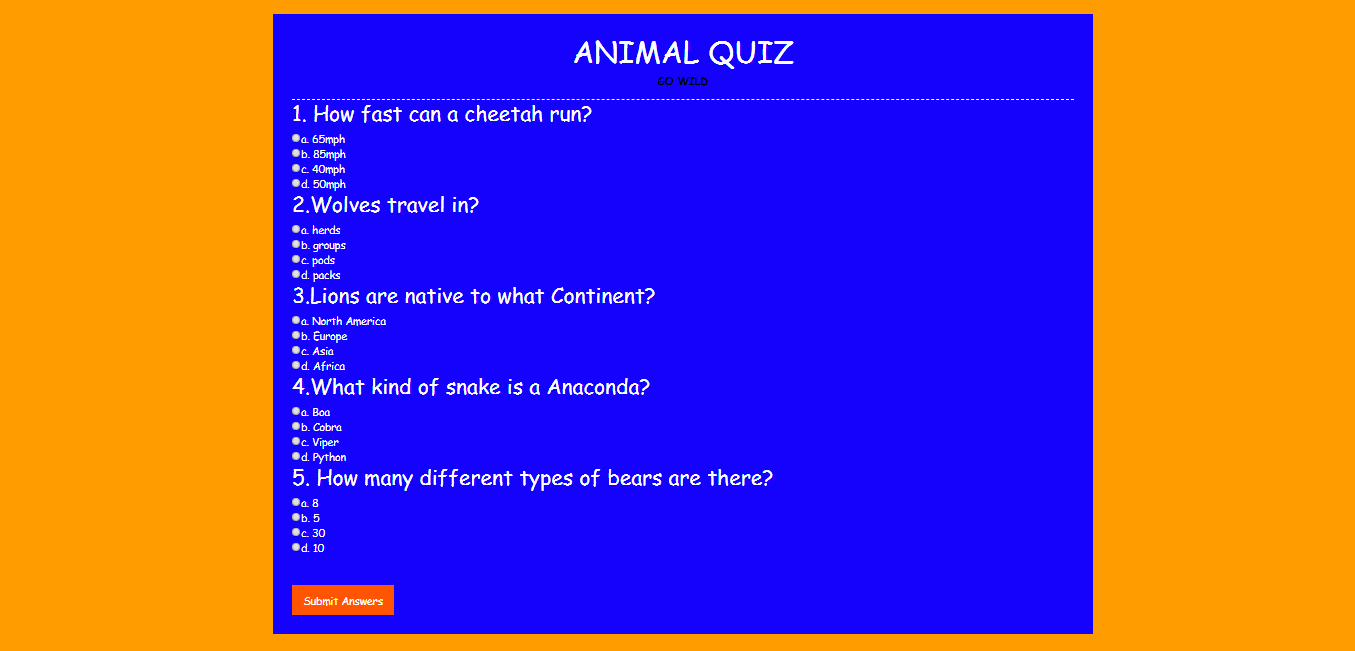 ANIMAL QUIZ
GO WILD
1. How fast can a cheetah run?
a. 65mph
b. 85mph
c. 40mph
d. 50mph
2.Wolves travel in?
a. herds
b. groups
c. pods
d. packs
3.Lions are native to what Continent?
a. North America
b. Europe
c. Asia
d. Africa
4.What kind of snake is a Anaconda?
a. Boa
b. Cobra
c. Viper
d. Python
5. How many different types of bears are there?
a. 8
b. 5
c. 30
d. 10
Submit Answers